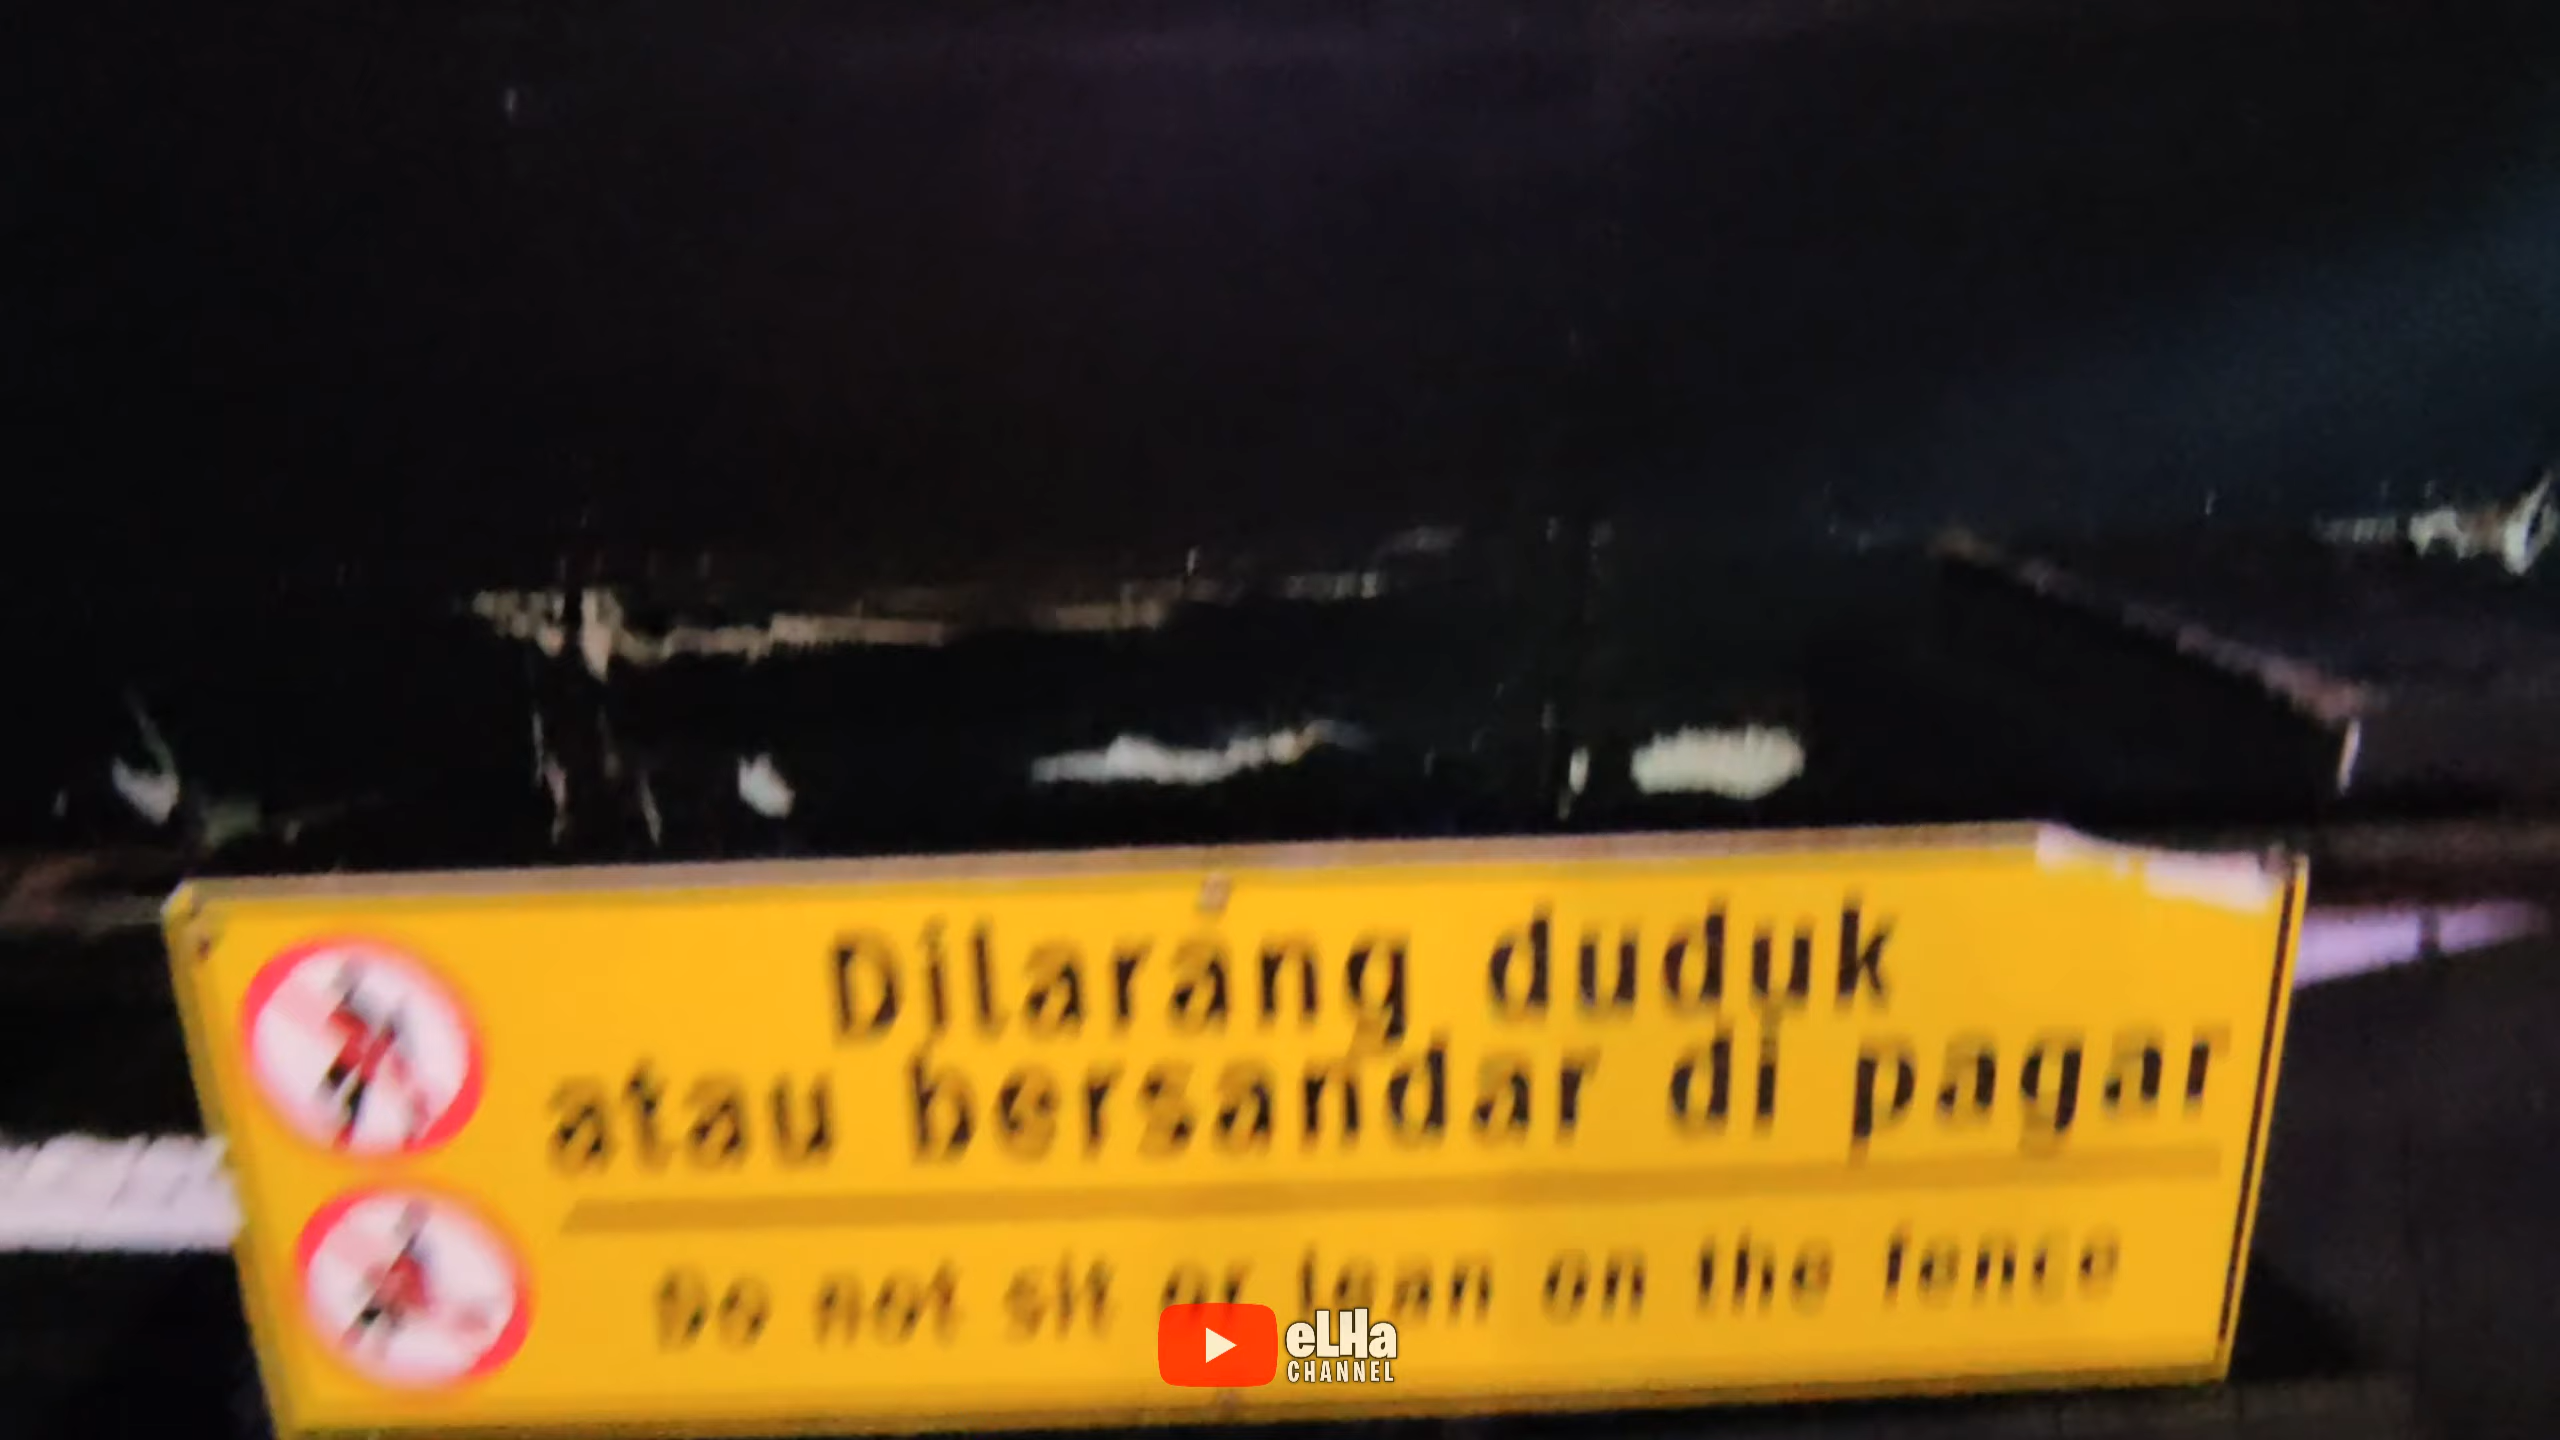 Dilarang duduk
atau bersandar di pagar
Do not sit or lean on the fence
eLHa
CHANNEL